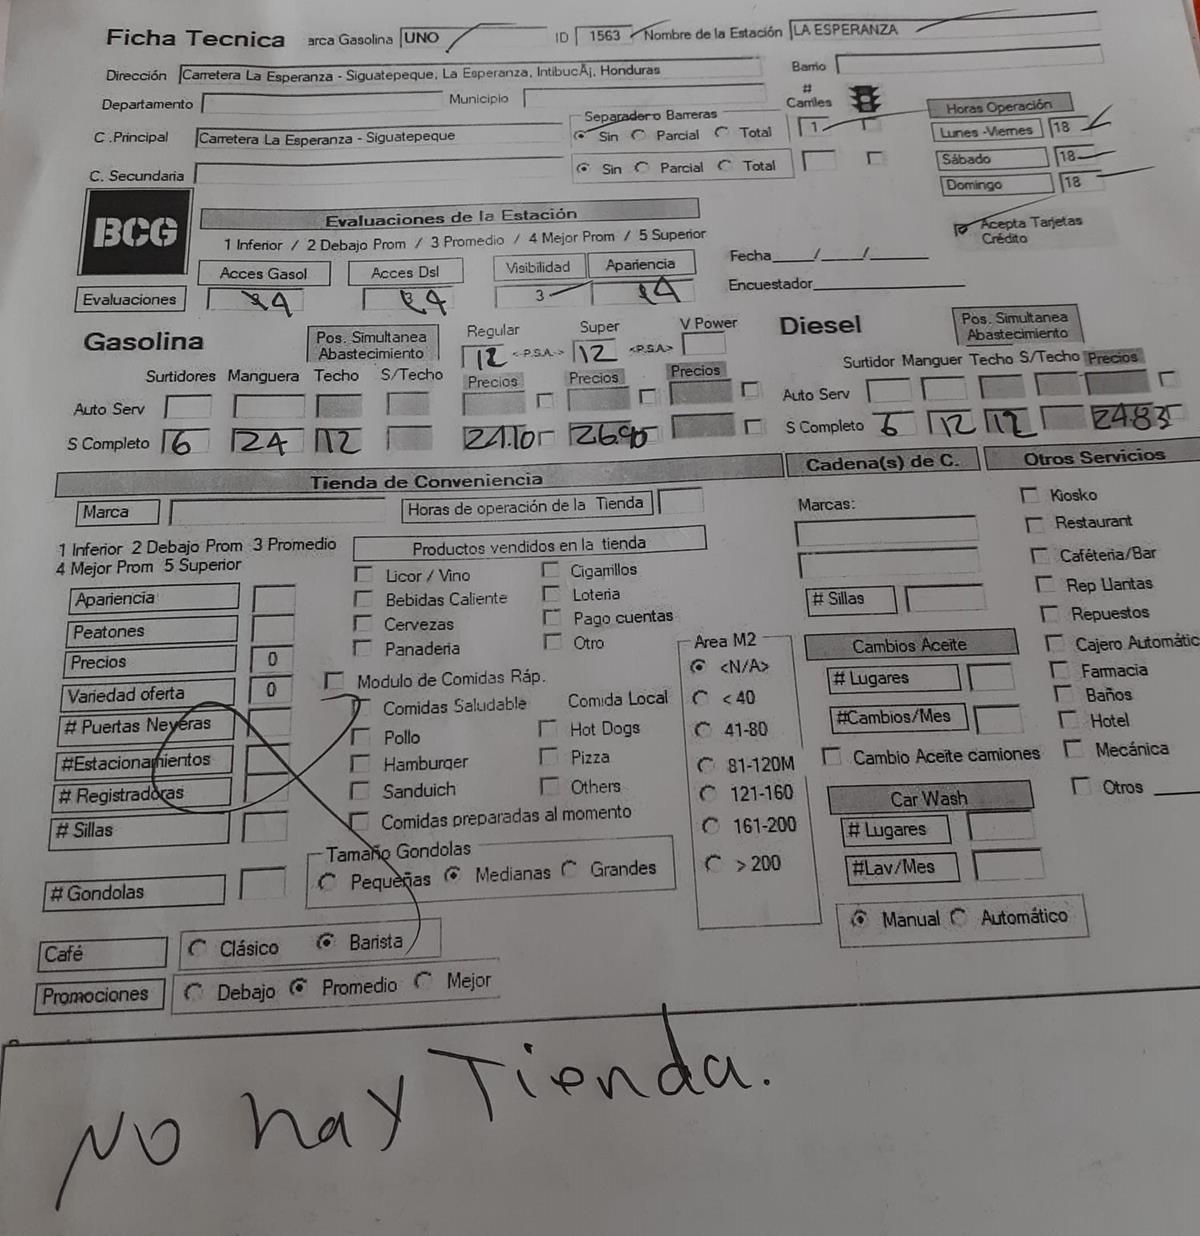 Ficha Tecnica arca Gasolina UNO ID 1563 Nombre de la Estación LA ESPERANZA
Dirección Carretera La Esperanza - Siguatepeque, La Esperanza, IntibucÃ¡, Honduras Barrio
Departamento Municipio
Separador o Barreras # Carriles Horas Operación
C .Principal Carretera La Esperanza - Siguatepeque Sin Parcial Total 1 Lunes -Viernes 18
C. Secundaria Sin Parcial Total Sábado 18
Domingo 18
BCG
Evaluaciones de la Estación
1 Inferior / 2 Debajo Prom / 3 Promedio / 4 Mejor Prom / 5 Superior
Acepta Tarjetas Crédito
Acces Gasol Acces Dsl Visibilidad Apariencia Fecha___/___/___
Evaluaciones 4 4 3 4 Encuestador
Gasolina Pos. Simultanea Abastecimiento Regular Super V Power Diesel Pos. Simultanea Abastecimiento
12 <-P.S.A.-> 12 <-P.S.A>
Surtidores Manguera Techo S/Techo Precios Precios Precios Surtidor Manguer Techo S/Techo Precios
Auto Serv Auto Serv
S Completo 6 24 12 S Completo 6 12 12 24.83
Tienda de Conveniencia Cadena(s) de C. Otros Servicios
Marca Horas de operación de la Tienda Marcas: Kiosko
1 Inferior 2 Debajo Prom 3 Promedio Productos vendidos en la tienda Restaurant
4 Mejor Prom 5 Superior Licor / Vino Cigarrillos Caféteria/Bar
Apariencia Bebidas Caliente Loteria # Sillas Rep Llantas
Peatones Cervezas Pago cuentas Repuestos
Precios 0 Panaderia Otro Area M2 Cambios Aceite Cajero Automátic
Variedad oferta 0 Modulo de Comidas Ráp. <N/A> # Lugares Farmacia
# Puertas Neveras Comidas Saludable Comida Local < 40 #Cambios/Mes Baños
#Estacionamientos Pollo Hot Dogs 41-80 Hotel
# Registradoras Hamburger Pizza 81-120M Cambio Aceite camiones Mecánica
# Sillas Sanduich Others 121-160 Car Wash Otros
Comidas preparadas al momento 161-200 # Lugares
Tamaño Gondolas
# Gondolas Pequeñas Medianas Grandes > 200 #Lav/Mes
Café Clásico Barista Manual Automático
Promociones Debajo Promedio Mejor
No hay Tienda.